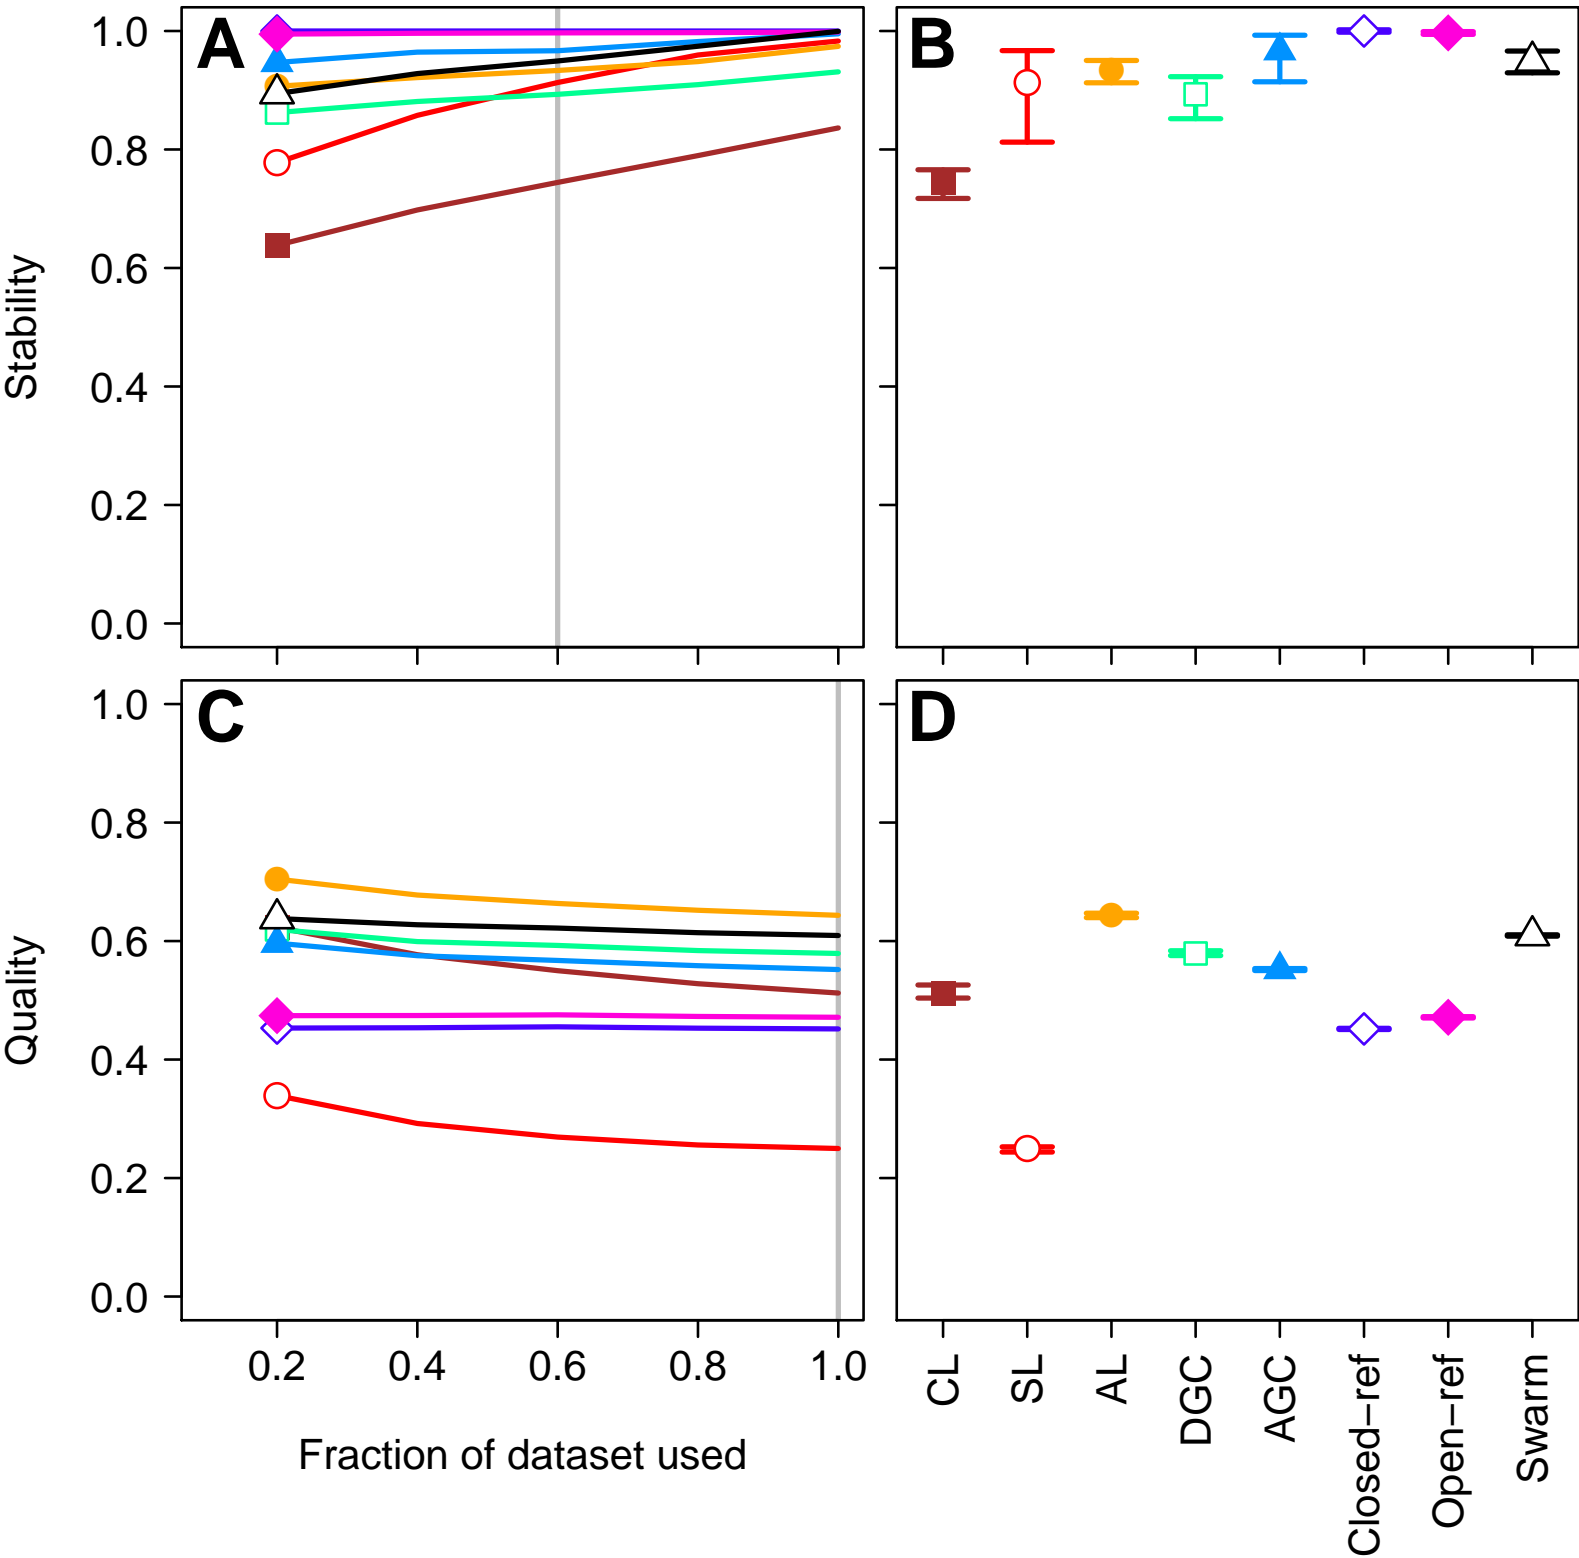 A
B
1.0
0.8
0.6
0.4
0.2
0.0
Stability
C
D
1.0
0.8
0.6
0.4
0.2
0.0
Quality
0.2 0.4 0.6 0.8 1.0
Fraction of dataset used
CL
SL
AL
DGC
AGC
Closed−ref
Open−ref
Swarm